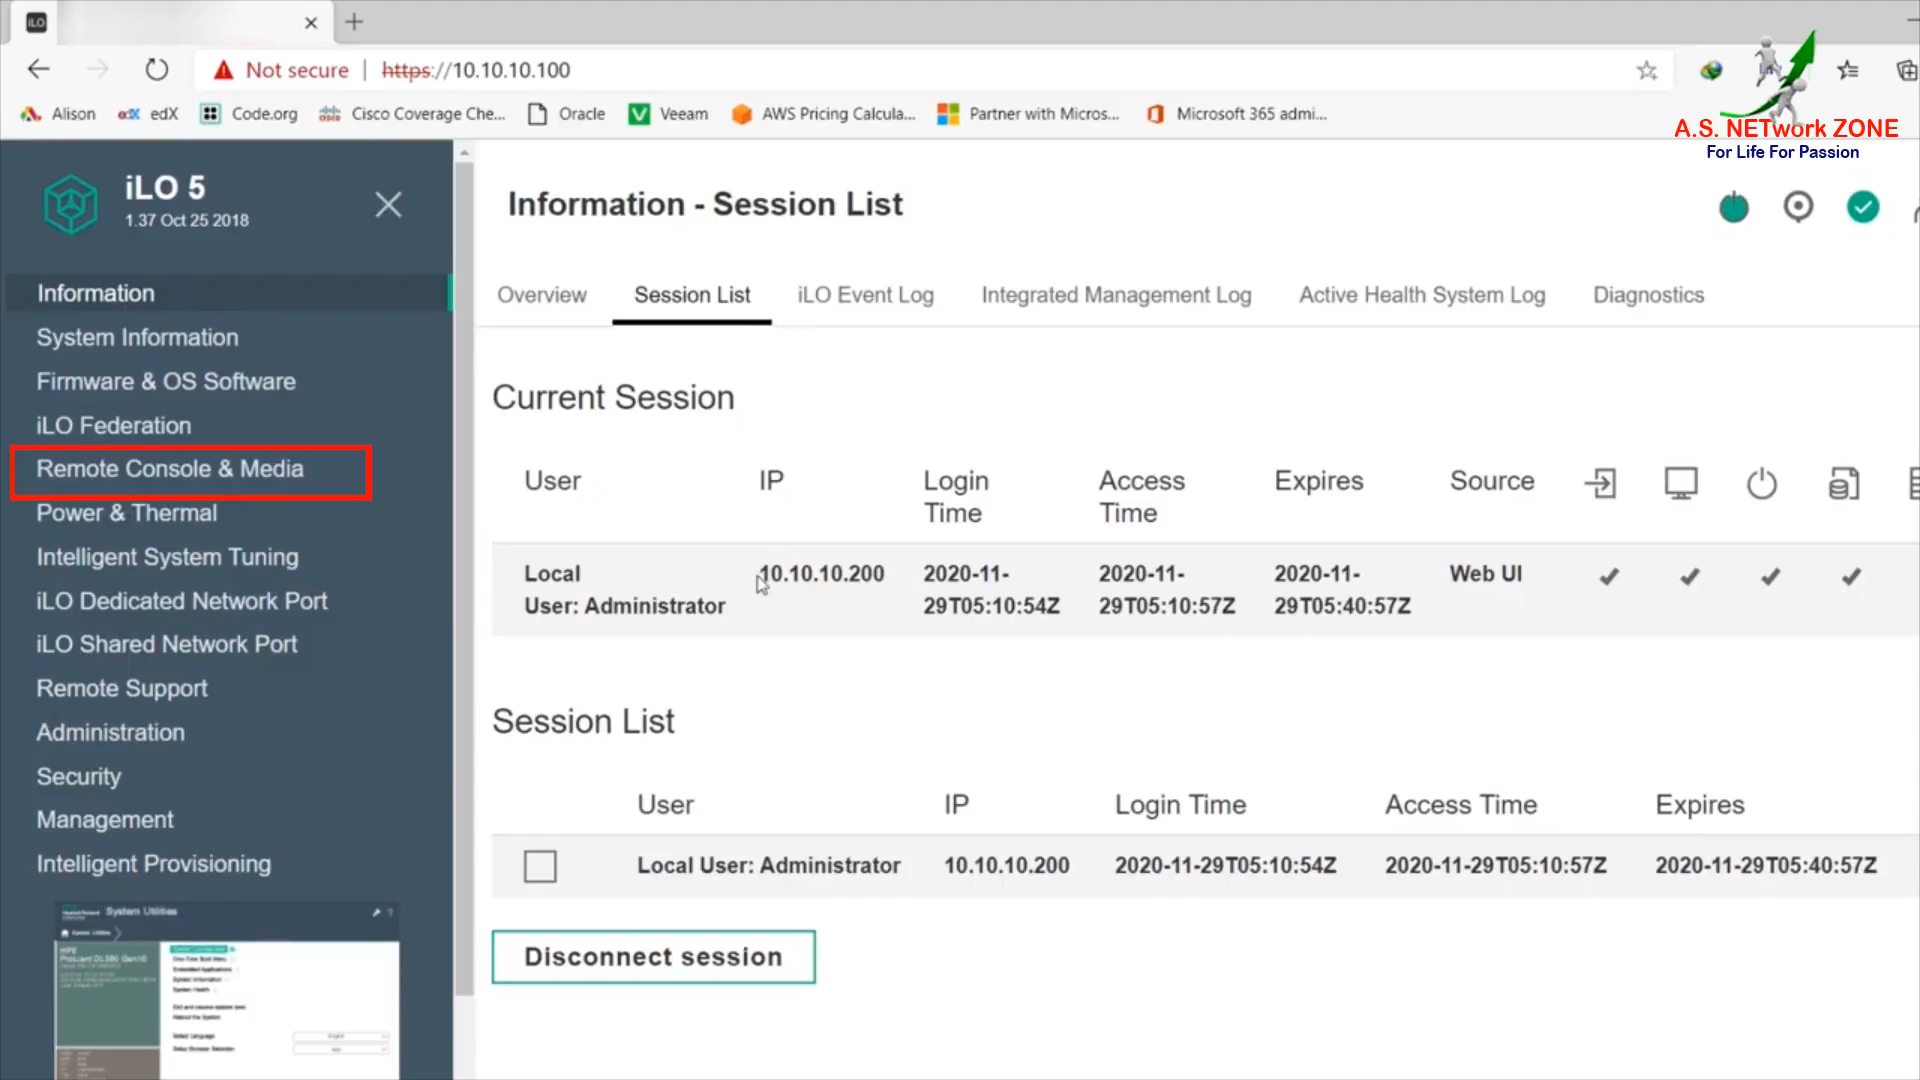 iLO
Not secure | https://10.10.10.100
Alison edX Code.org Cisco Coverage Che... Oracle Veeam AWS Pricing Calcula... Partner with Micros... Microsoft 365 admi...
A.S. NETwork ZONE
For Life For Passion
iLO 5
1.37 Oct 25 2018
Information
System Information
Firmware & OS Software
iLO Federation
Remote Console & Media
Power & Thermal
Intelligent System Tuning
iLO Dedicated Network Port
iLO Shared Network Port
Remote Support
Administration
Security
Management
Intelligent Provisioning
System Utilities
Information - Session List
Overview Session List iLO Event Log Integrated Management Log Active Health System Log Diagnostics
Current Session
User IP Login Time Access Time Expires Source
Local User: Administrator 10.10.10.200 2020-11-29T05:10:54Z 2020-11-29T05:10:57Z 2020-11-29T05:40:57Z Web UI
Session List
User IP Login Time Access Time Expires
Local User: Administrator 10.10.10.200 2020-11-29T05:10:54Z 2020-11-29T05:10:57Z 2020-11-29T05:40:57Z
Disconnect session